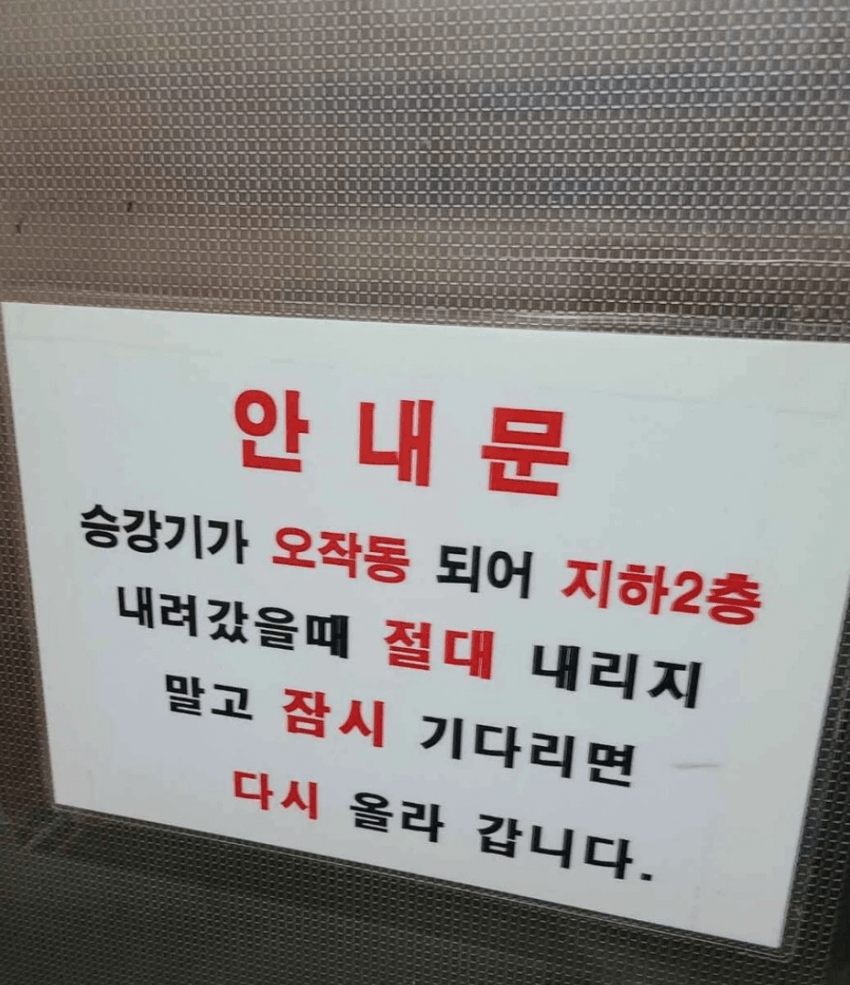 안내문
승강기가 오작동 되어 지하2층
내려갔을때 절대 내리지
말고 잠시 기다리면
다시 올라 갑니다.